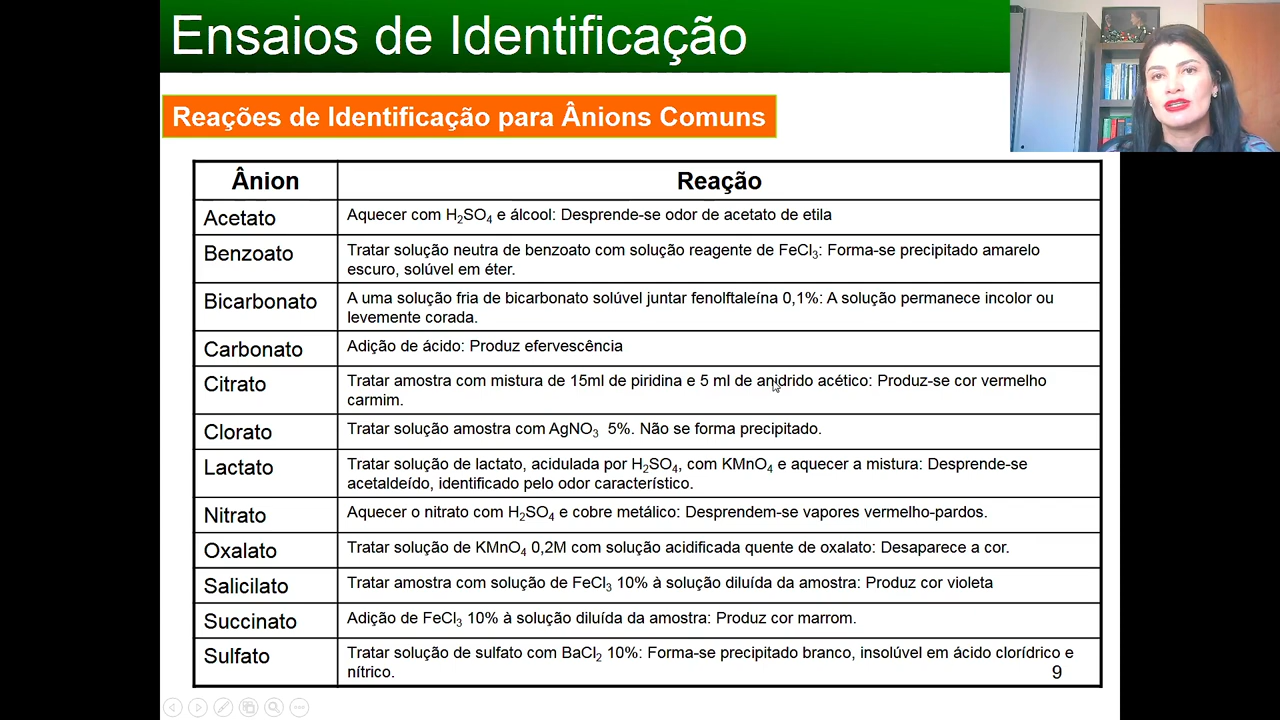 Ensaios de Identificação
Reações de Identificação para Ânions Comuns
Ânion
Reação
Acetato
Aquecer com H₂SO₄ e álcool: Desprende-se odor de acetato de etila
Benzoato
Tratar solução neutra de benzoato com solução reagente de FeCl₃: Forma-se precipitado amarelo
escuro, solúvel em éter.
Bicarbonato
A uma solução fria de bicarbonato solúvel juntar fenolftaleína 0,1%: A solução permanece incolor ou
levemente corada.
Carbonato
Adição de ácido: Produz efervescência
Citrato
Tratar amostra com mistura de 15ml de piridina e 5 ml de anidrido acético: Produz-se cor vermelho
carmim.
Clorato
Tratar solução amostra com AgNO₃ 5%. Não se forma precipitado.
Lactato
Tratar solução de lactato, acidulada por H₂SO₄, com KMnO₄ e aquecer a mistura: Desprende-se
acetaldeído, identificado pelo odor característico.
Nitrato
Aquecer o nitrato com H₂SO₄ e cobre metálico: Desprendem-se vapores vermelho-pardos.
Oxalato
Tratar solução de KMnO₄ 0,2M com solução acidificada quente de oxalato: Desaparece a cor.
Salicilato
Tratar amostra com solução de FeCl₃ 10% à solução diluída da amostra: Produz cor violeta
Succinato
Adição de FeCl₃ 10% à solução diluída da amostra: Produz cor marrom.
Sulfato
Tratar solução de sulfato com BaCl₂ 10%: Forma-se precipitado branco, insolúvel em ácido clorídrico e
nítrico.
9